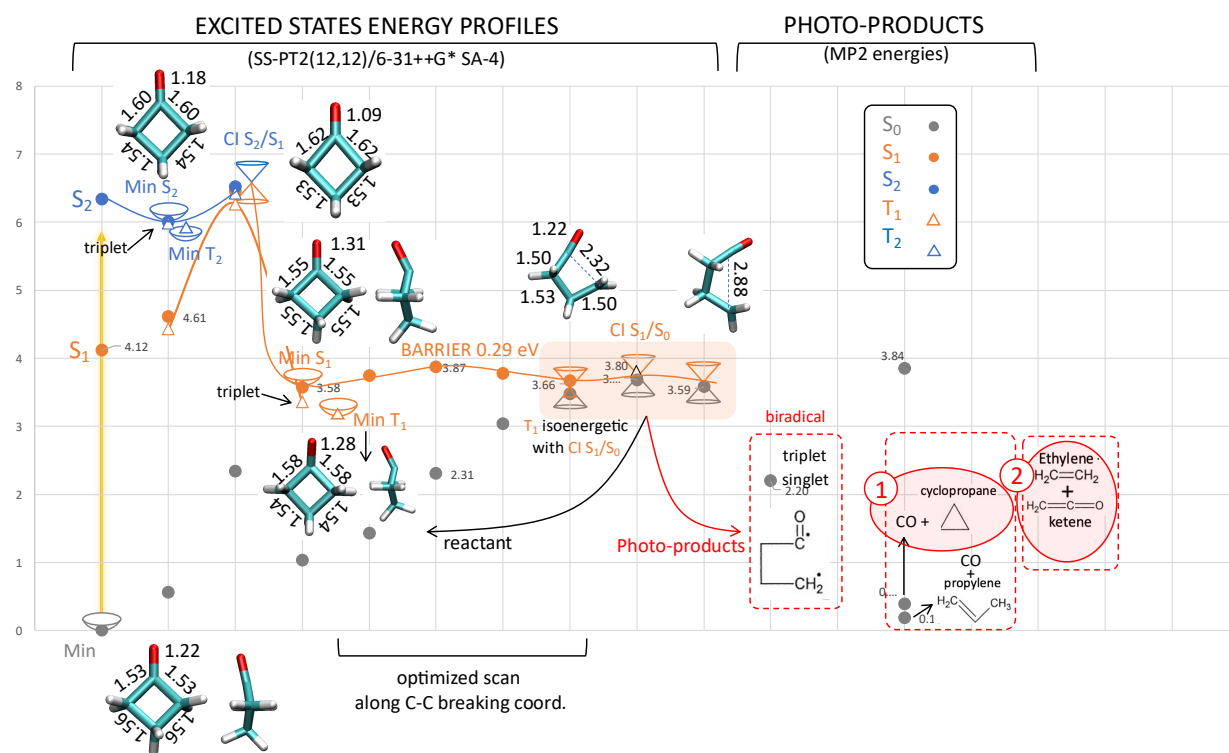 EXCITED STATES ENERGY PROFILES
PHOTO-PRODUCTS
(SS-PT2(12,12)/6-31++G* SA-4)
(MP2 energies)
8
7
6
5
4
3
2
1
0
1.18
1.60
1.60
1.54
1.54
CI S2/S1
1.09
1.62
1.62
1.53
1.53
S0
S1
S2
T1
T2
S2
Min S2
triplet
Min T2
1.31
1.55
1.55
1.55
1.55
1.22
2.32
1.50
1.53
1.50
2.88
4.61
S1
4.12
CI S1/S0
BARRIER 0.29 eV
Min S1
3.58
3.87
3.66
3.80
3....
3.59
3.84
triplet
Min T1
T1 isoenergetic
with CI S1/S0
biradical
1.28
1.58
1.58
1.54
1.54
2.31
triplet
singlet
2.20
1
2
cyclopropane
CO +
Ethylene
H2C=CH2
+
H2C=C=O
ketene
reactant
Photo-products
O
C
CH2
CO
+
propylene
H2C
CH3
0....
0.1
Min
1.22
1.53
1.53
1.56
1.56
optimized scan
along C-C breaking coord.